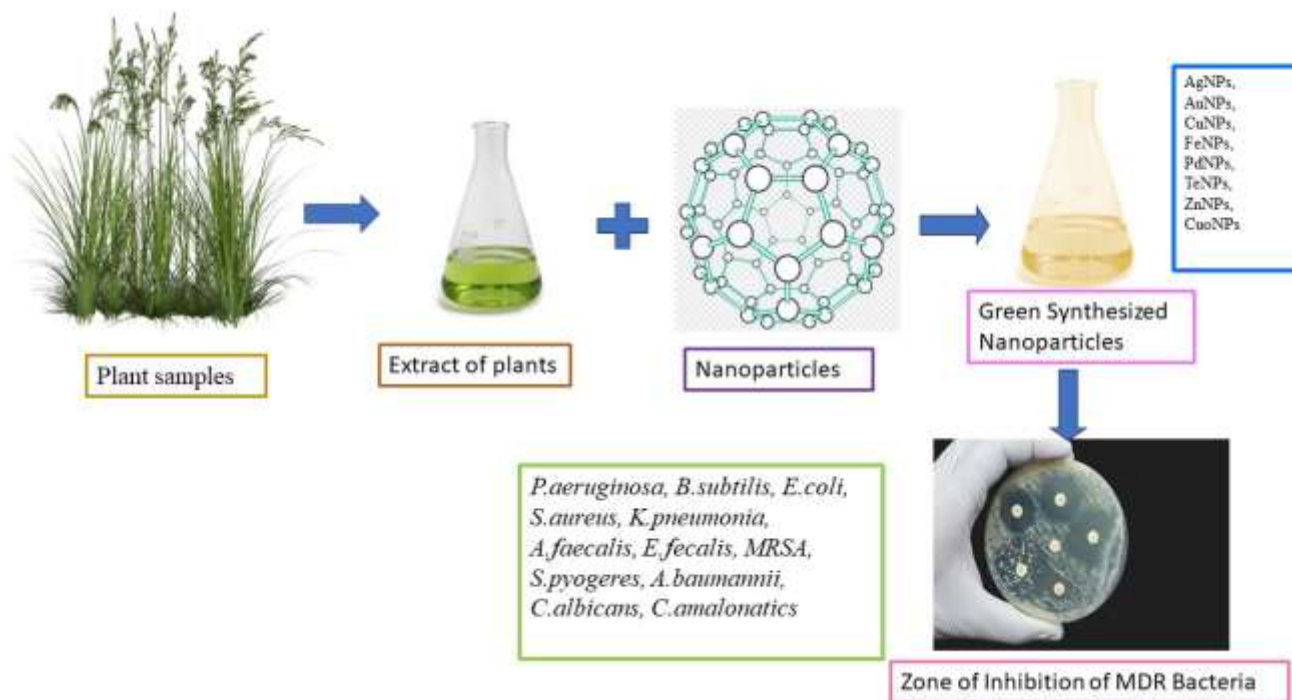 Plant samples
Extract of plants
Nanoparticles
Green Synthesized
Nanoparticles
AgNPs,
AuNPs,
CuNPs,
FeNPs,
PdNPs,
TeNPs,
ZnNPs,
CuoNPs
P.aeruginosa, B.subtilis, E.coli,
S.aureus, K.pneumonia,
A.faecalis, E.fecalis, MRSA,
S.pyogeres, A.baumannii,
C.albicans, C.amalonatics
Zone of Inhibition of MDR Bacteria